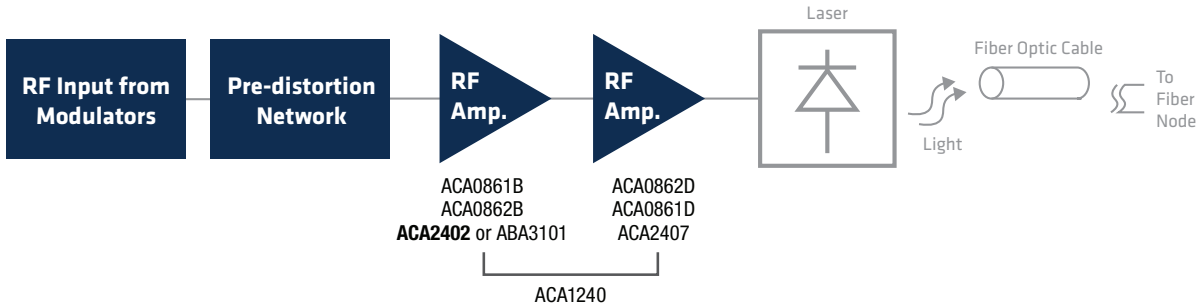 Laser
RF Input from
Modulators
Pre-distortion
Network
RF
Amp.
RF
Amp.
Light
Fiber Optic Cable
To
Fiber
Node
ACA0861B
ACA0862B
ACA2402 or ABA3101
ACA0862D
ACA0861D
ACA2407
ACA1240